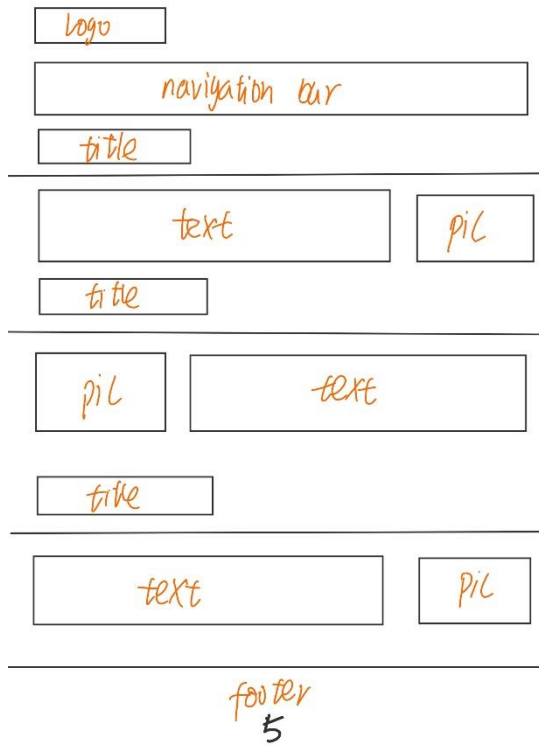 Logo
navigation bar
title
text pic
title
pic text
title
text pic
footer
5